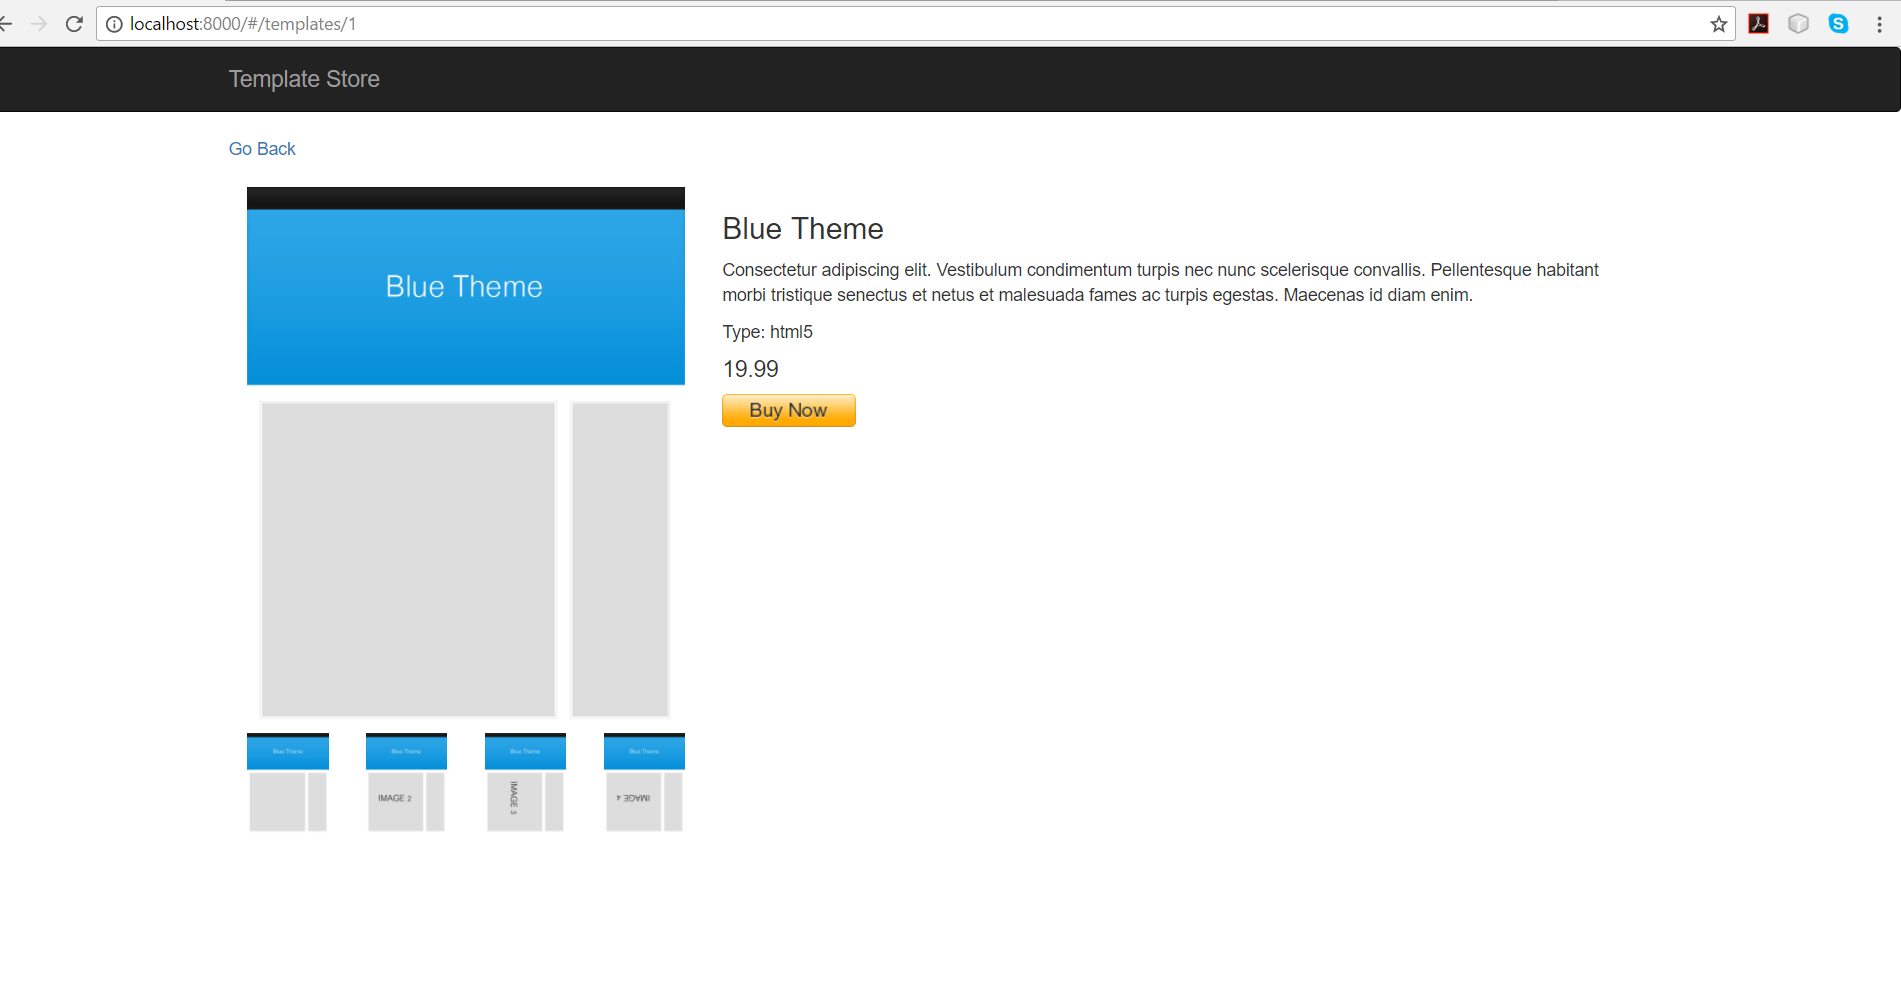 localhost:8000/#/templates/1
Template Store
Go Back
Blue Theme
Blue Theme
Consectetur adipiscing elit. Vestibulum condimentum turpis nec nunc scelerisque convallis. Pellentesque habitant
morbi tristique senectus et netus et malesuada fames ac turpis egestas. Maecenas id diam enim.
Type: html5
19.99
Buy Now
Blue Theme
Blue Theme
Blue Theme
Blue Theme
IMAGE 2
IMAGE 3
IMAGE 4